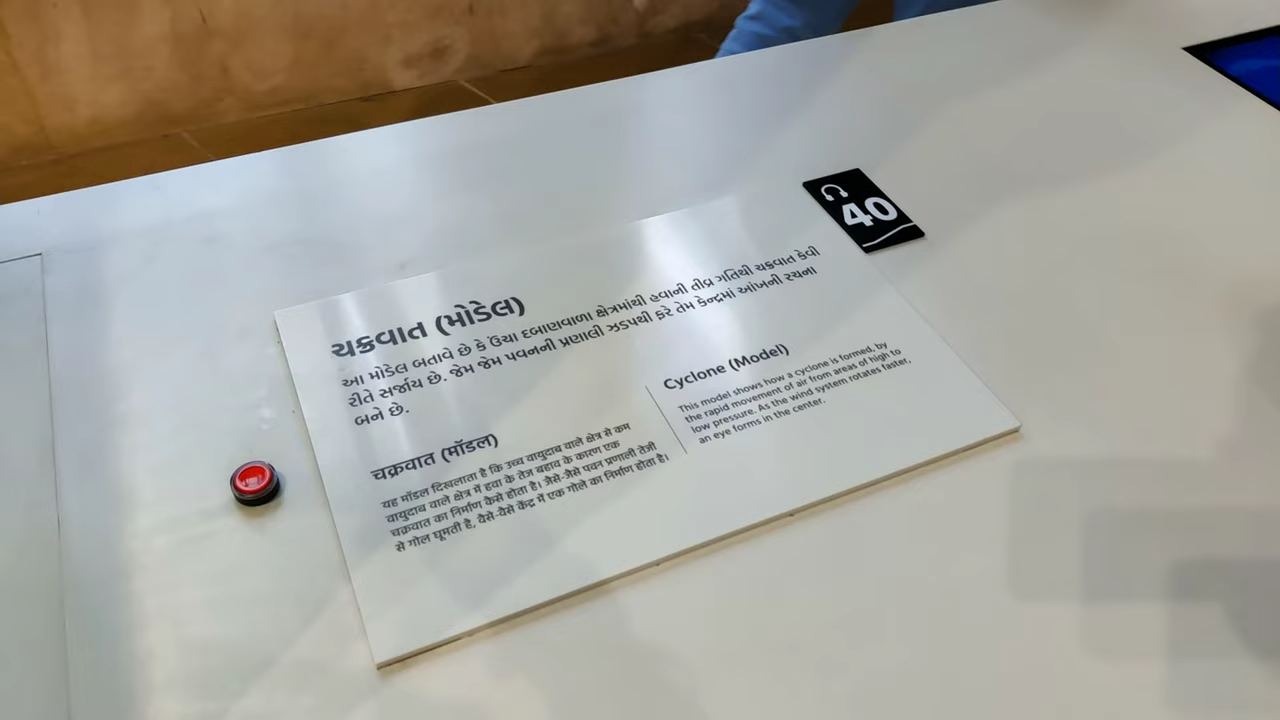 40
ચક્રવાત (મોડેલ)
આ મોડેલ બતાવે છે કે ઉંચા દબાણવાળા ક્ષેત્રમાંથી હવાની તીવ્ર ગતિથી ચક્રવાત કેવી
રીતે સર્જાય છે. જેમ જેમ પવનની પ્રણાલી ઝડપથી ફરે તેમ કેન્દ્રમાં આંખની રચના
બને છે.
चक्रवात (मॉडल)
यह मॉडल दिखलाता है कि उच्च वायुदाब वाले क्षेत्र से कम
वायुदाब वाले क्षेत्र में हवा के तेज बहाव के कारण एक
चक्रवात का निर्माण कैसे होता है। जैसे-जैसे पवन प्रणाली तेजी
से गोल घूमती है, वैसे-वैसे केंद्र में एक गोले का निर्माण होता है।
Cyclone (Model)
This model shows how a cyclone is formed, by
the rapid movement of air from areas of high to
low pressure. As the wind system rotates faster,
an eye forms in the center.